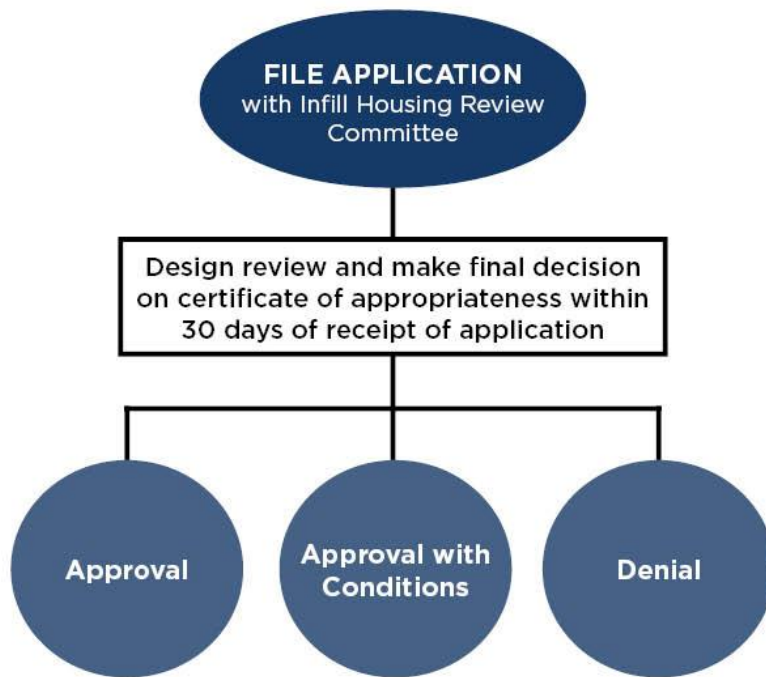 FILE APPLICATION
with Infill Housing Review
Committee
Design review and make final decision
on certificate of appropriateness within
30 days of receipt of application
Approval
Approval with
Conditions
Denial